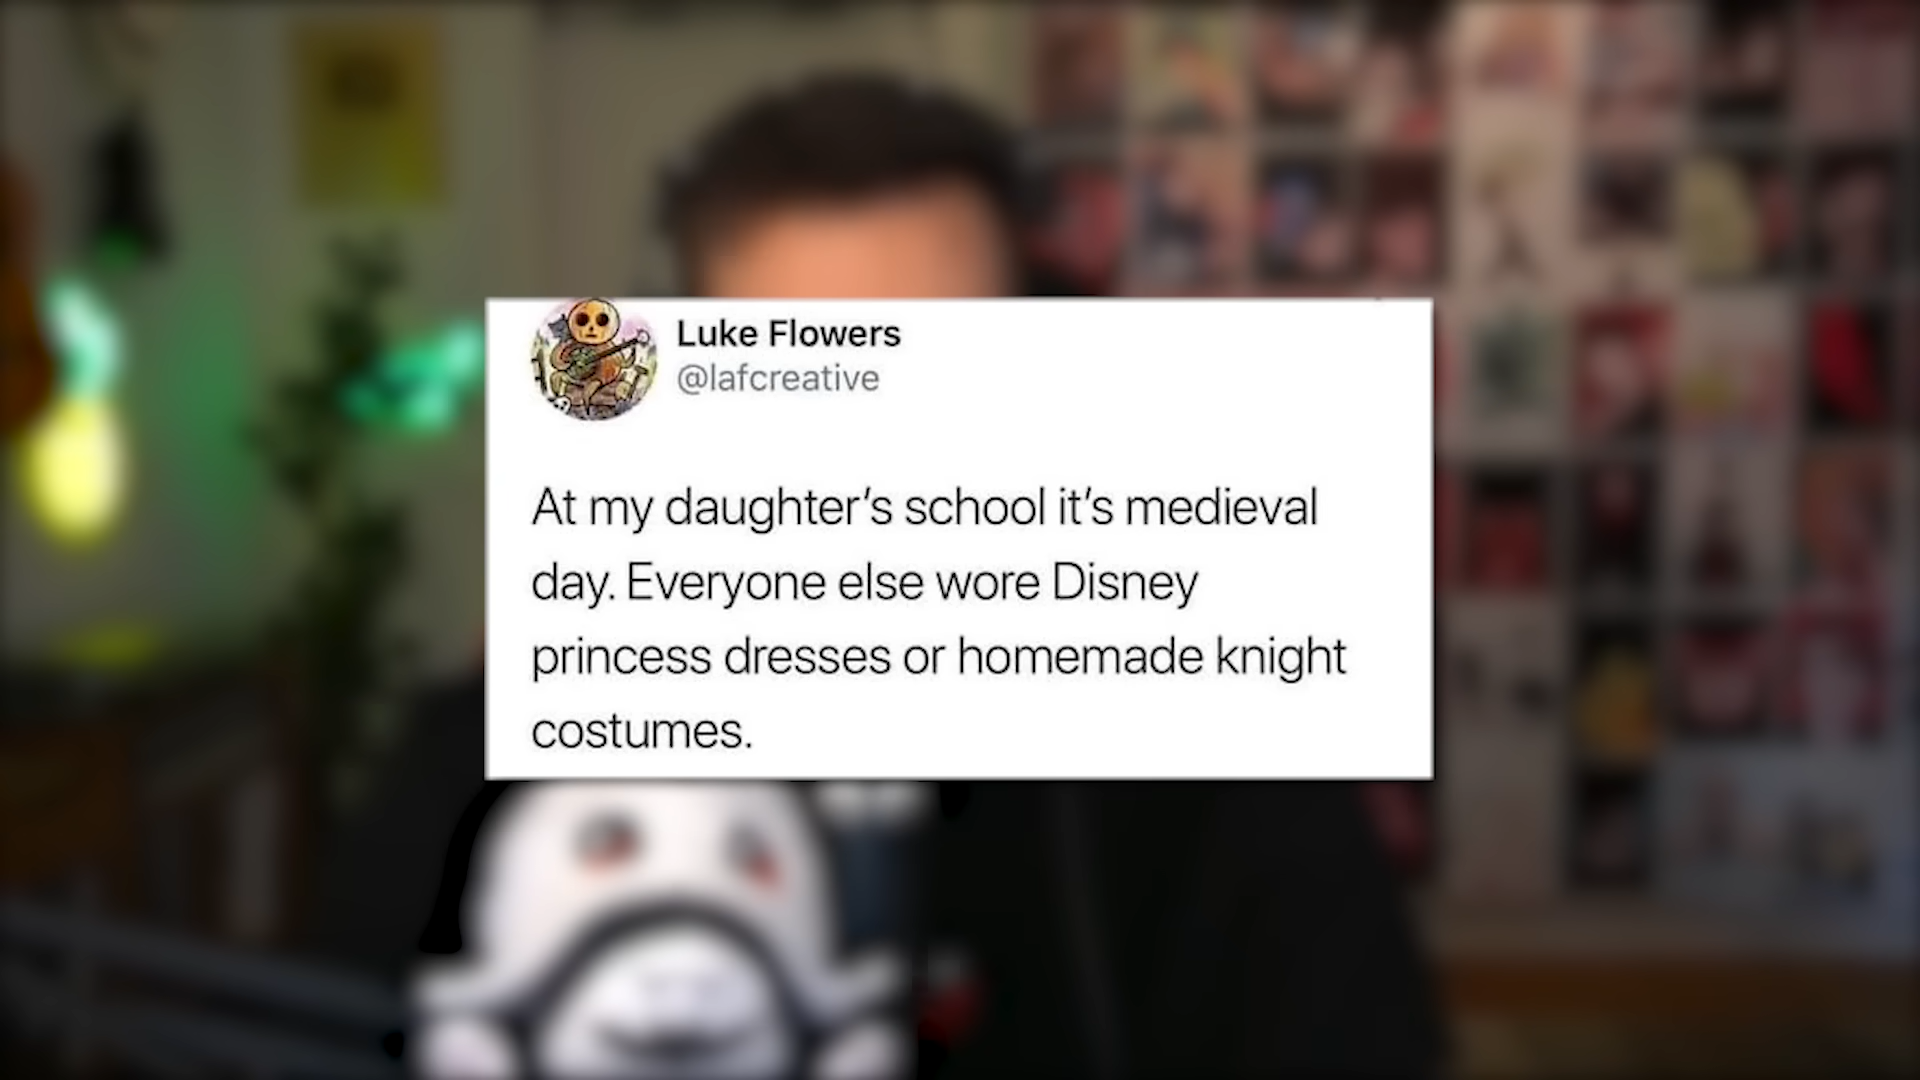 Luke Flowers
@lafcreative
At my daughter’s school it’s medieval
day. Everyone else wore Disney
princess dresses or homemade knight
costumes.